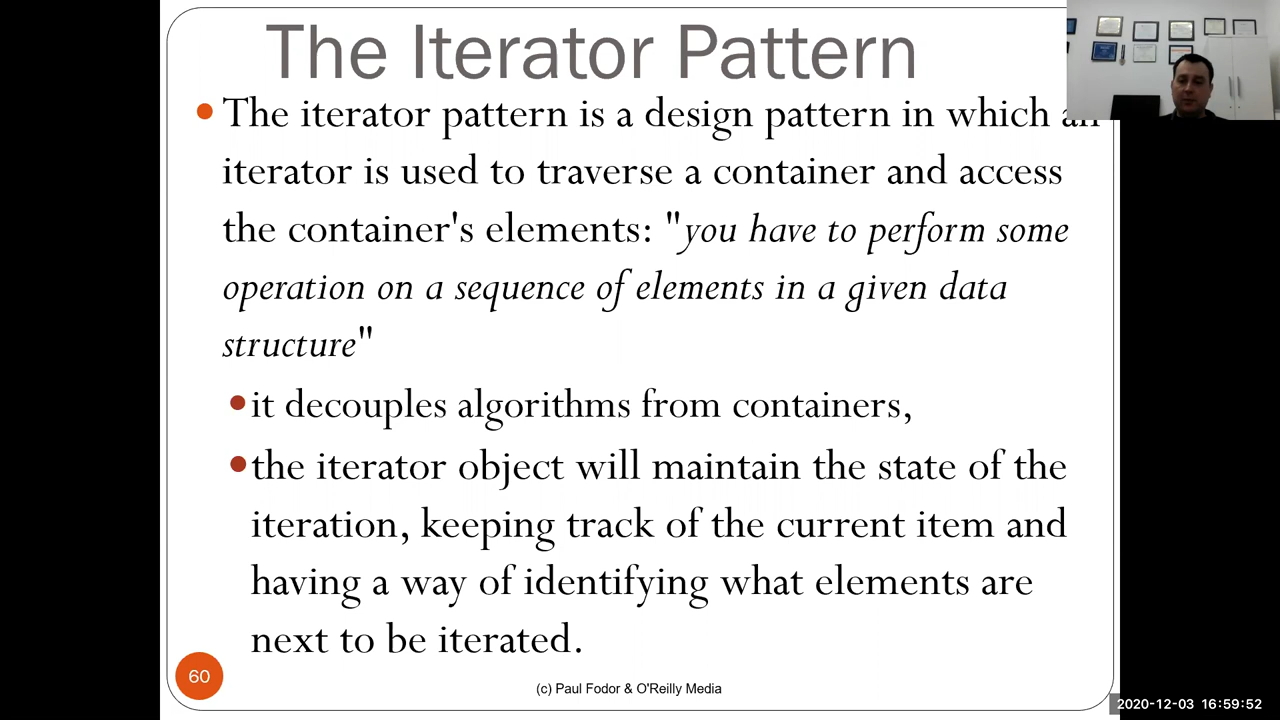 The Iterator Pattern
• The iterator pattern is a design pattern in which an
iterator is used to traverse a container and access
the container's elements: "you have to perform some
operation on a sequence of elements in a given data
structure"
• it decouples algorithms from containers,
• the iterator object will maintain the state of the
iteration, keeping track of the current item and
having a way of identifying what elements are
next to be iterated.
60
(c) Paul Fodor & O'Reilly Media
2020-12-03 16:59:52